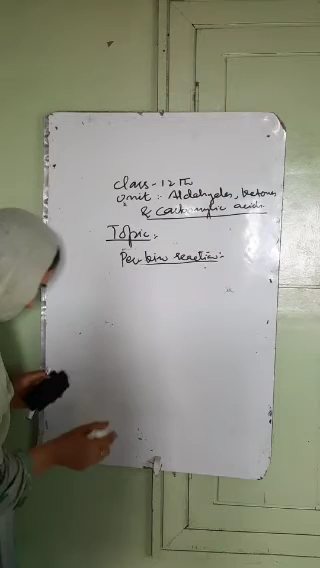 Class - 12th
Unit :- Aldehydes, ketones
& Carboxylic acids
Topic :-
Perkin reaction :-